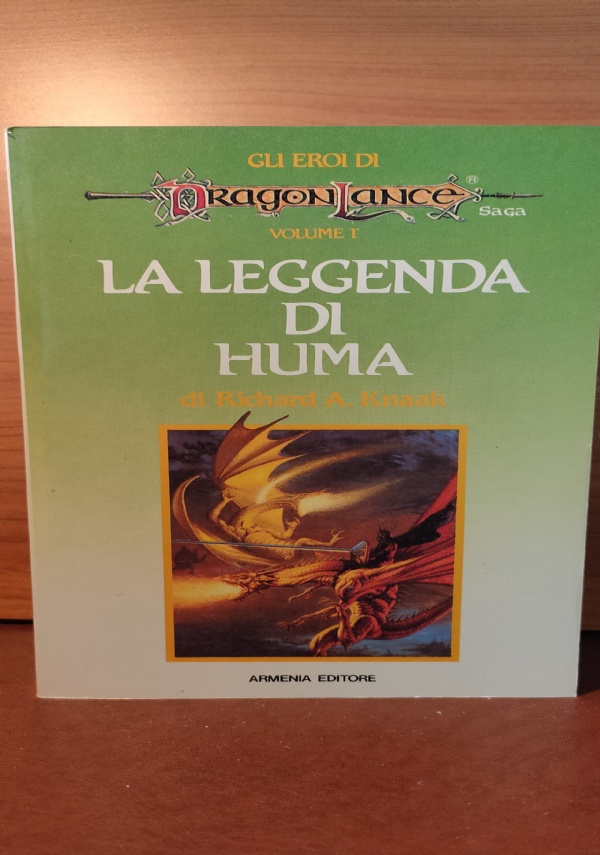 GLI EROI DI
DRAGONLANCE®
SAGA
VOLUME I
LA LEGGENDA
DI
HUMA
di Richard A. Knaak
ARMENIA EDITORE